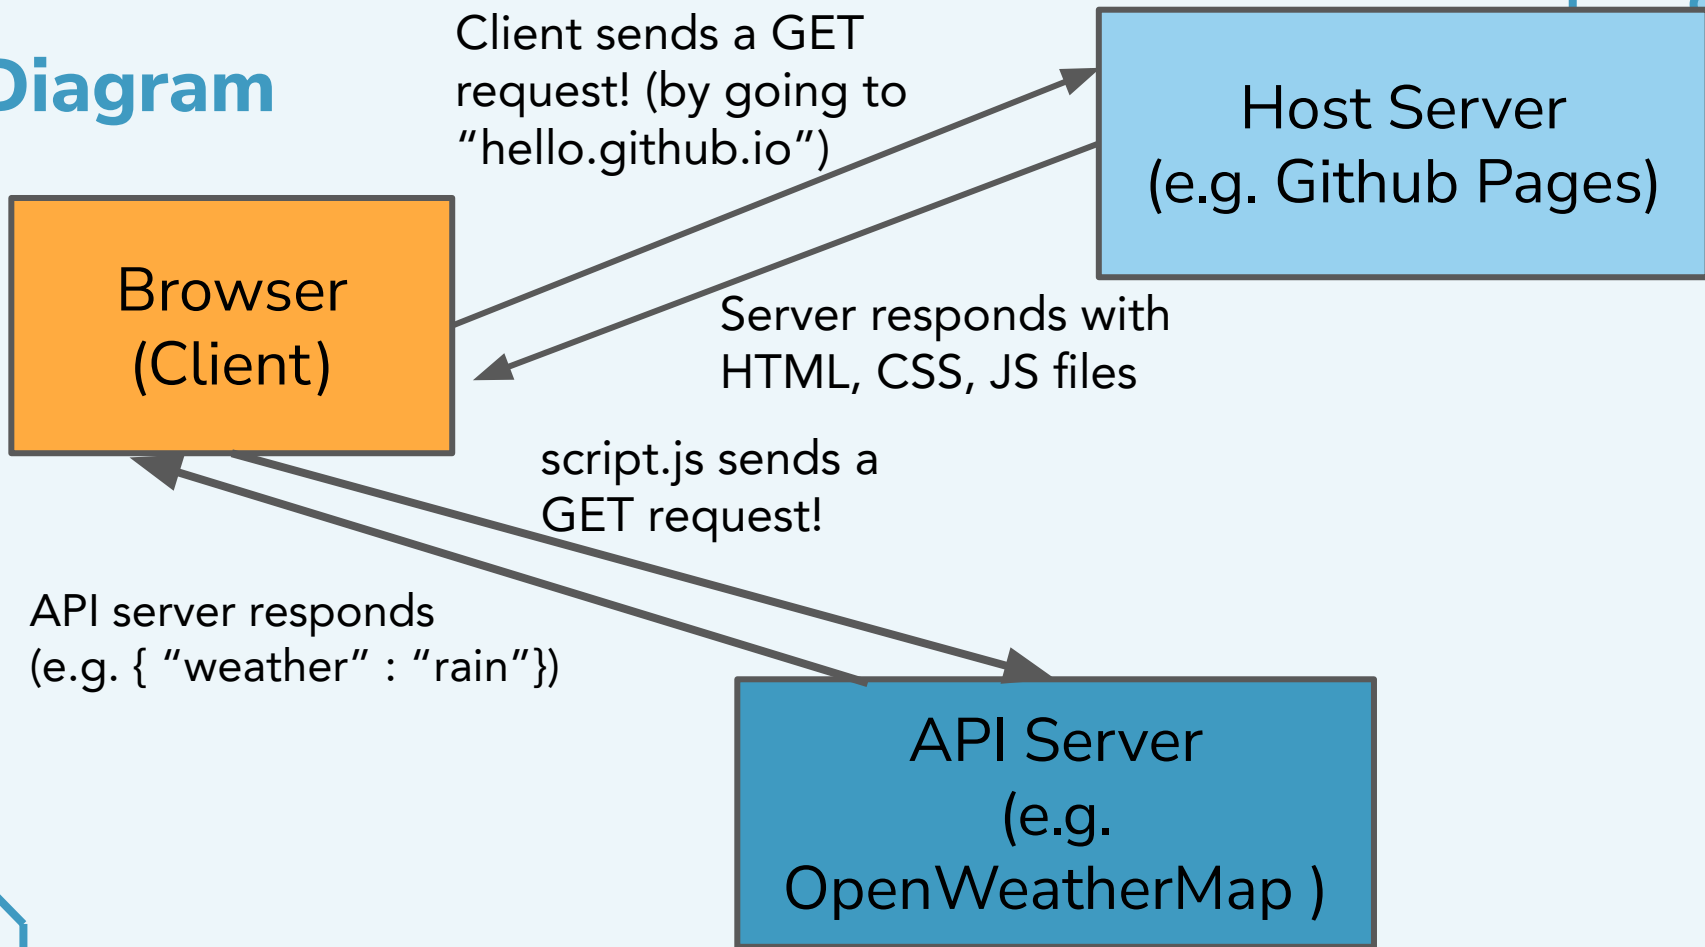 Diagram
Client sends a GET
request! (by going to
“hello.github.io”)
Host Server
(e.g. Github Pages)
Browser
(Client)
Server responds with
HTML, CSS, JS files
script.js sends a
GET request!
API server responds
(e.g. { “weather” : “rain”})
API Server
(e.g.
OpenWeatherMap )